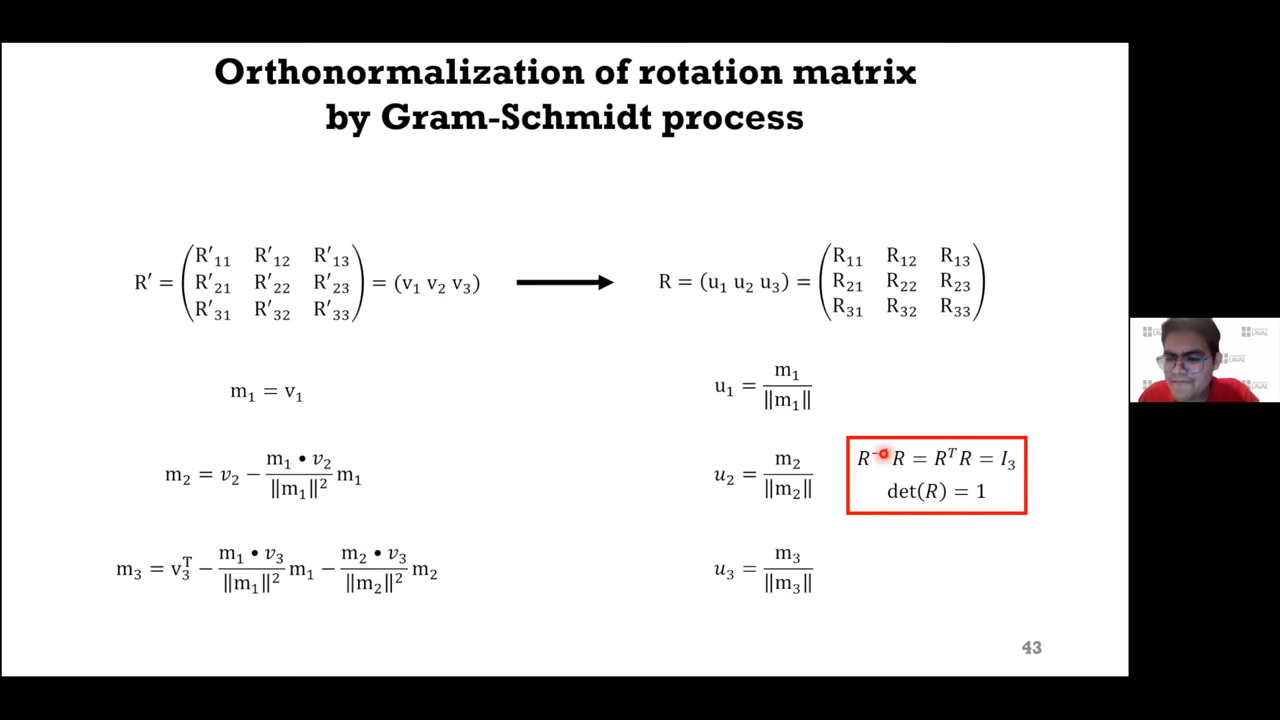 Orthonormalization of rotation matrix
by Gram-Schmidt process
R′ = (R′₁₁ R′₁₂ R′₁₃
R′₂₁ R′₂₂ R′₂₃
R′₃₁ R′₃₂ R′₃₃) = (v₁ v₂ v₃)
R = (u₁ u₂ u₃) = (R₁₁ R₁₂ R₁₃
R₂₁ R₂₂ R₂₃
R₃₁ R₃₂ R₃₃)
m₁ = v₁
u₁ = m₁ / ‖m₁‖
m₂ = v₂ − (m₁ • v₂ / ‖m₁‖²) m₁
u₂ = m₂ / ‖m₂‖
R⁻ R = RᵀR = I₃
det(R) = 1
m₃ = v₃ᵀ − (m₁ • v₃ / ‖m₁‖²) m₁ − (m₂ • v₃ / ‖m₂‖²) m₂
u₃ = m₃ / ‖m₃‖
43
LAVAL
LAVAL